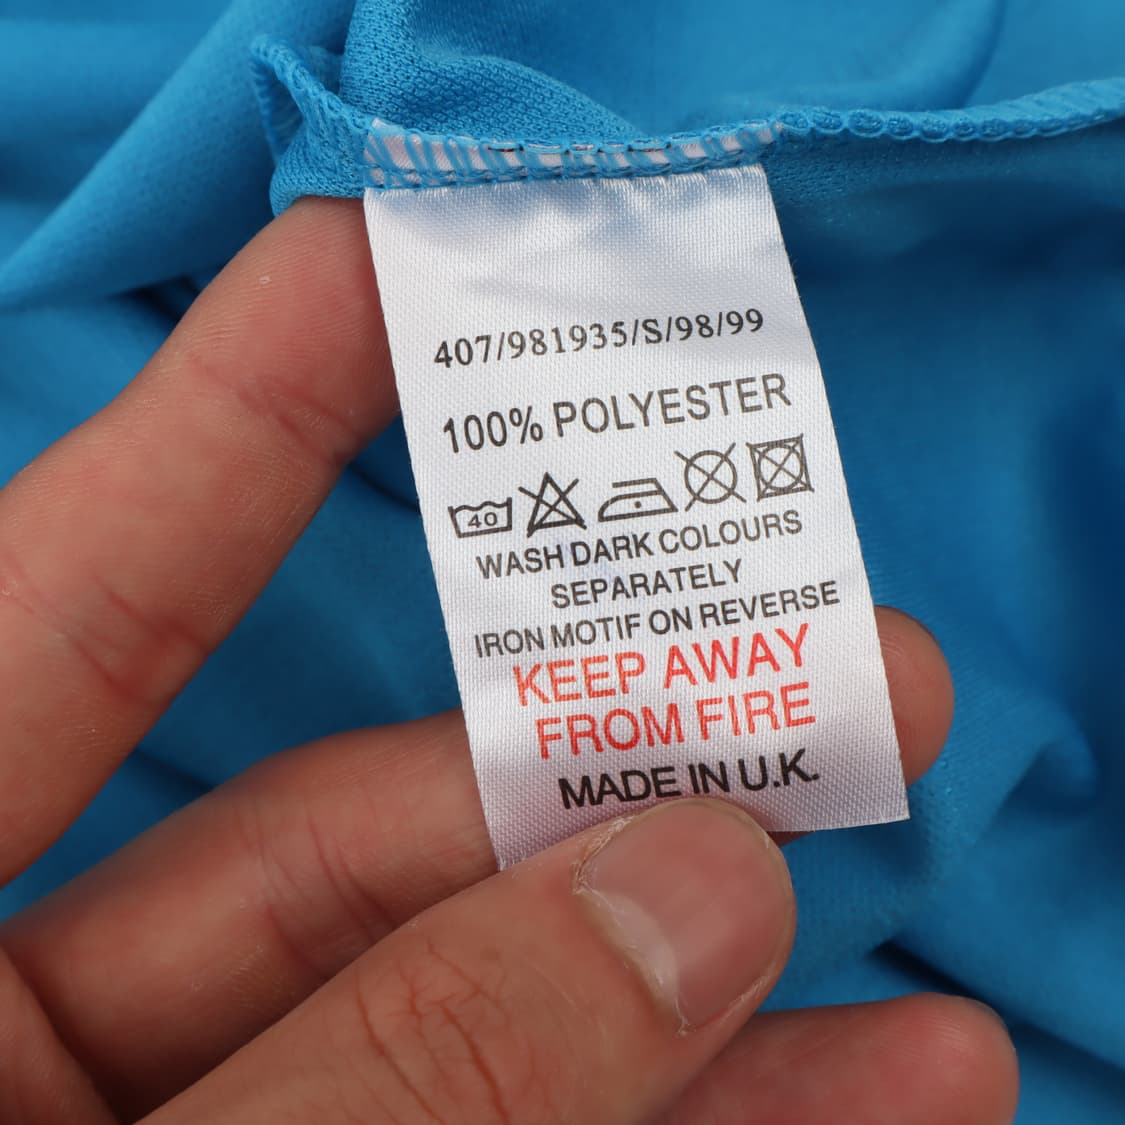 407/981935/S/98/99
100% POLYESTER
40
WASH DARK COLOURS
SEPARATELY
IRON MOTIF ON REVERSE
KEEP AWAY
FROM FIRE
MADE IN U.K.